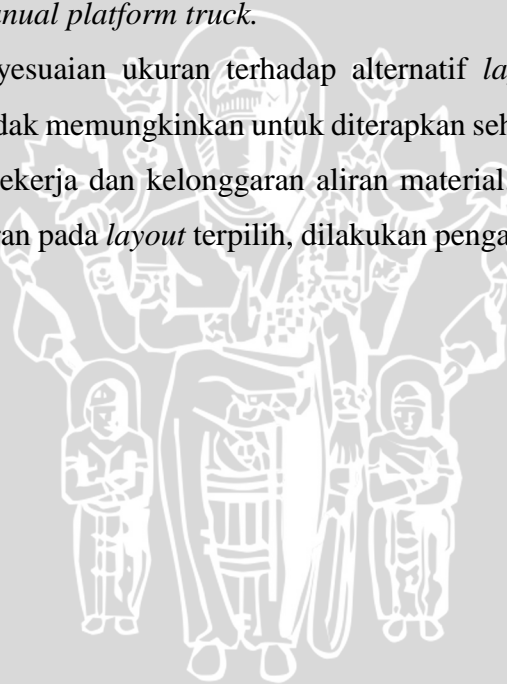 anual platform truck.
yesuaian ukuran terhadap alternatif la
dak memungkinkan untuk diterapkan seh
ekerja dan kelonggaran aliran material.
ran pada layout terpilih, dilakukan penga